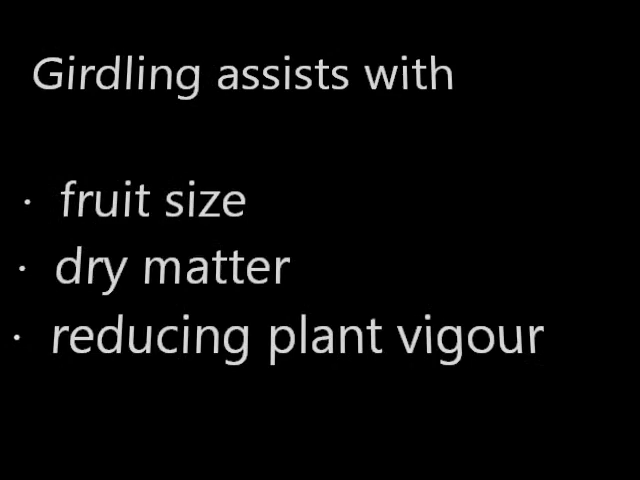 Girdling assists with
· fruit size
· dry matter
· reducing plant vigour